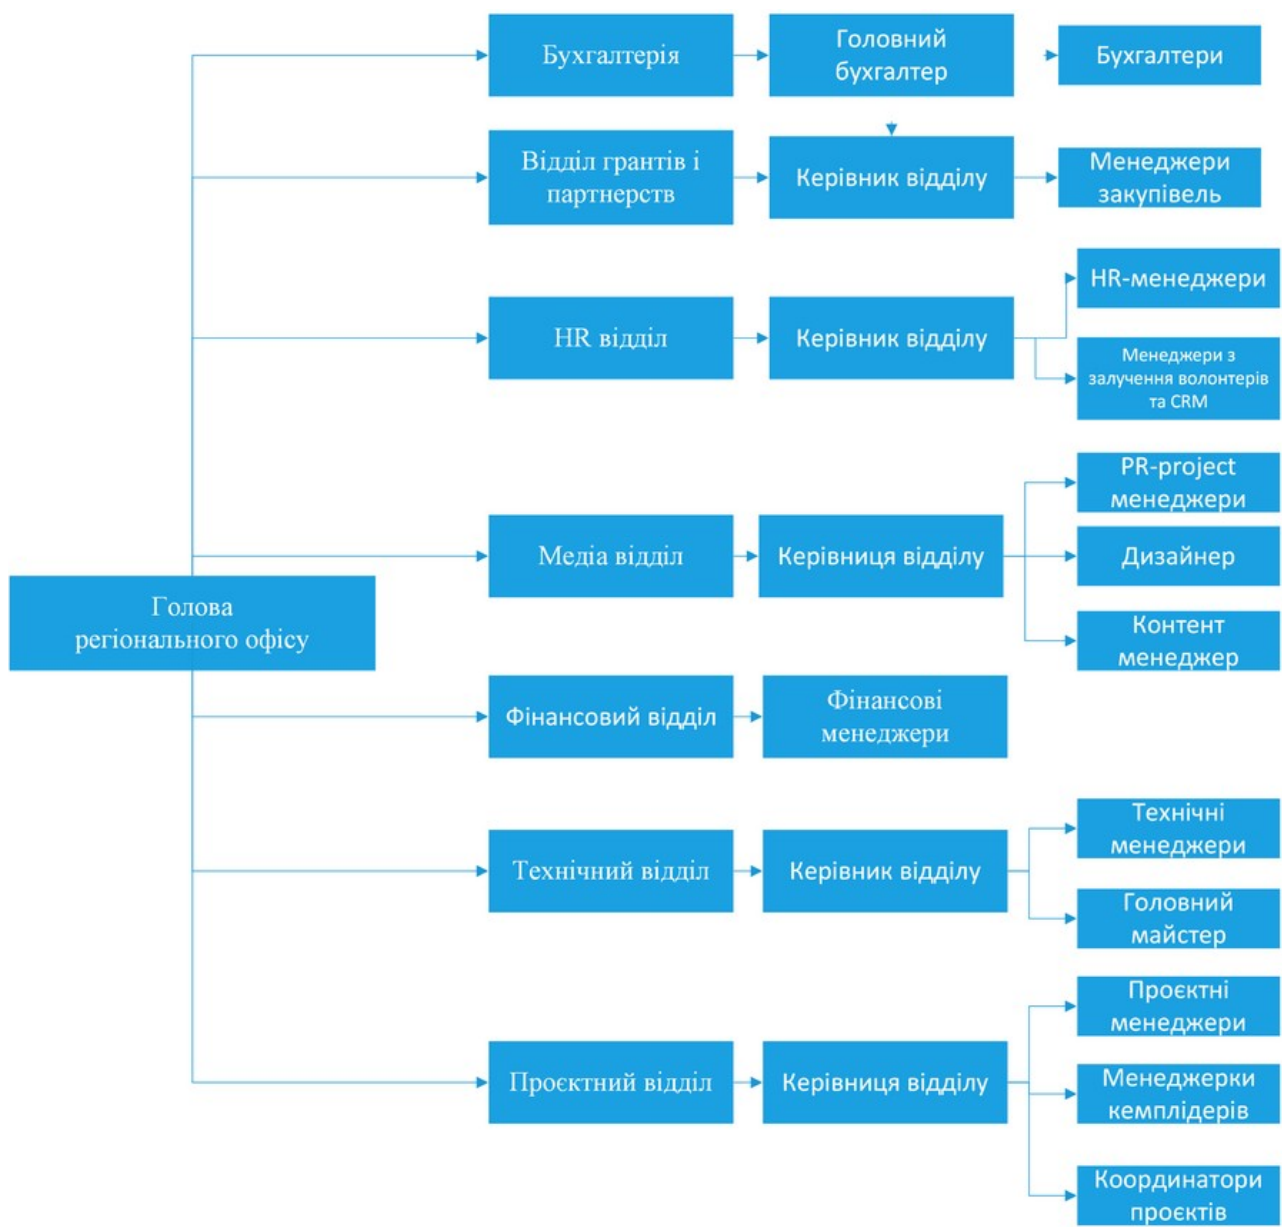 Бухгалтерія
Головний
бухгалтер
Бухгалтери
Відділ грантів і
партнерств
Керівник відділу
Менеджери
закупівель
HR відділ
Керівник відділу
HR-менеджери
Менеджери з
залучення волонтерів
та CRM
Медіа відділ
Керівниця відділу
PR-project
менеджери
Дизайнер
Контент
менеджер
Голова
регіонального офісу
Фінансовий відділ
Фінансові
менеджери
Технічний відділ
Керівник відділу
Технічні
менеджери
Головний
майстер
Проєктний відділ
Керівниця відділу
Проєктні
менеджери
Менеджерки
кемплідерів
Координатори
проєктів